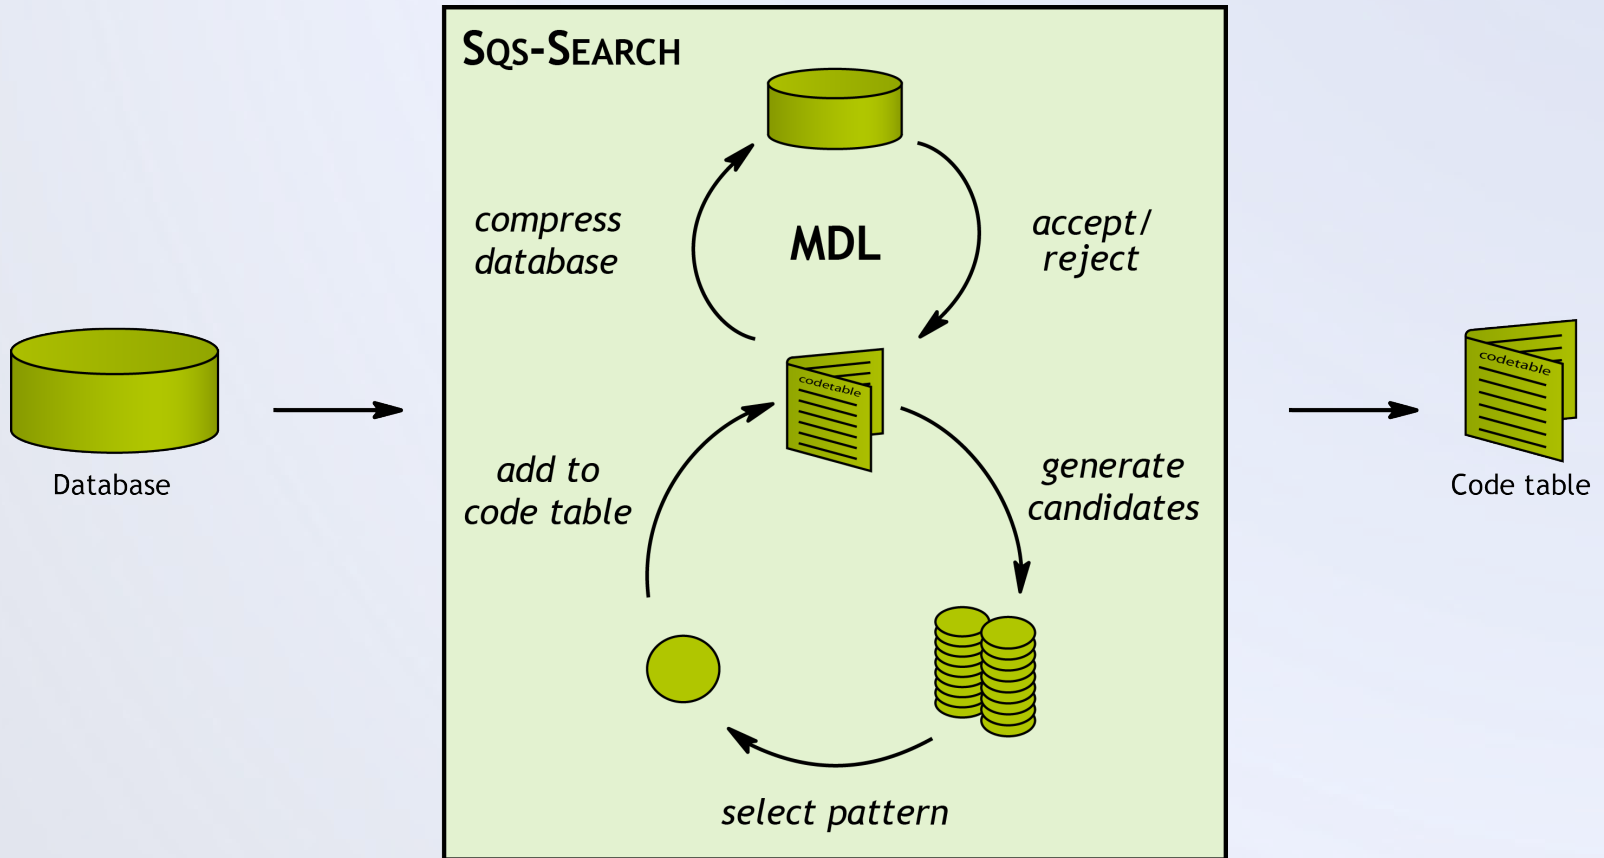 SQS-SEARCH
compress
database
MDL
accept/
reject
codetable
codetable
add to
code table
generate
candidates
Database
Code table
select pattern